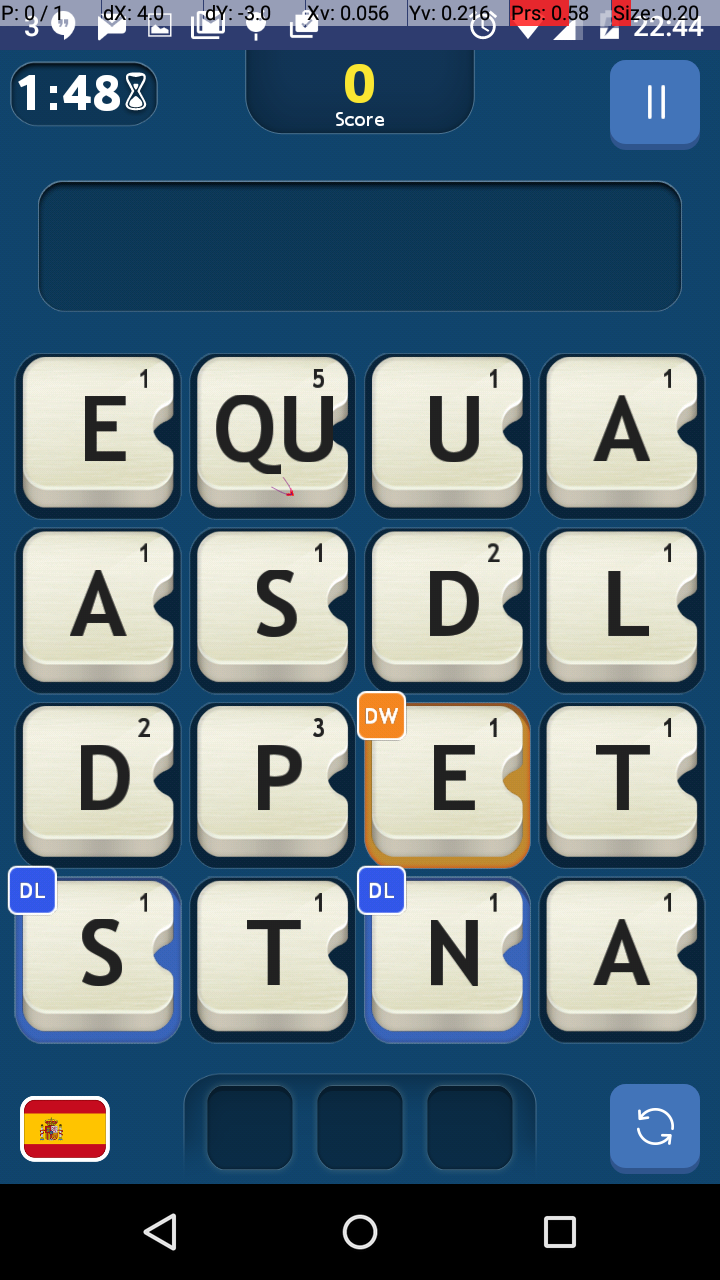 P: 0 / 1 dX: 4.0 dY: -3.0 Xv: 0.056 Yv: 0.216 Prs: 0.58 Size: 0.20
3 22:44
1:48
0
Score
1 5 1 1
E QU U A
1 1 2 1
A S D L
DW
2 3 1 1
D P E T
DL DL
1 1 1 1
S T N A